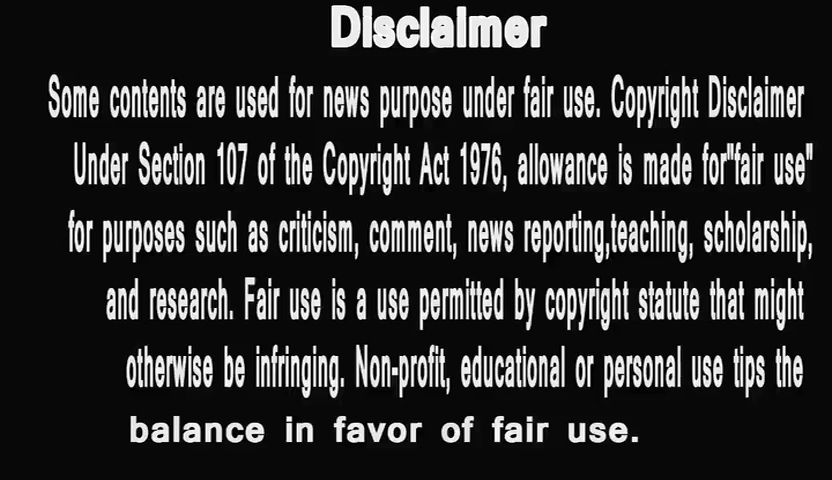 Disclaimer
Some contents are used for news purpose under fair use. Copyright Disclaimer
Under Section 107 of the Copyright Act 1976, allowance is made for"fair use"
for purposes such as criticism, comment, news reporting,teaching, scholarship,
and research. Fair use is a use permitted by copyright statute that might
otherwise be infringing. Non-profit, educational or personal use tips the
balance in favor of fair use.